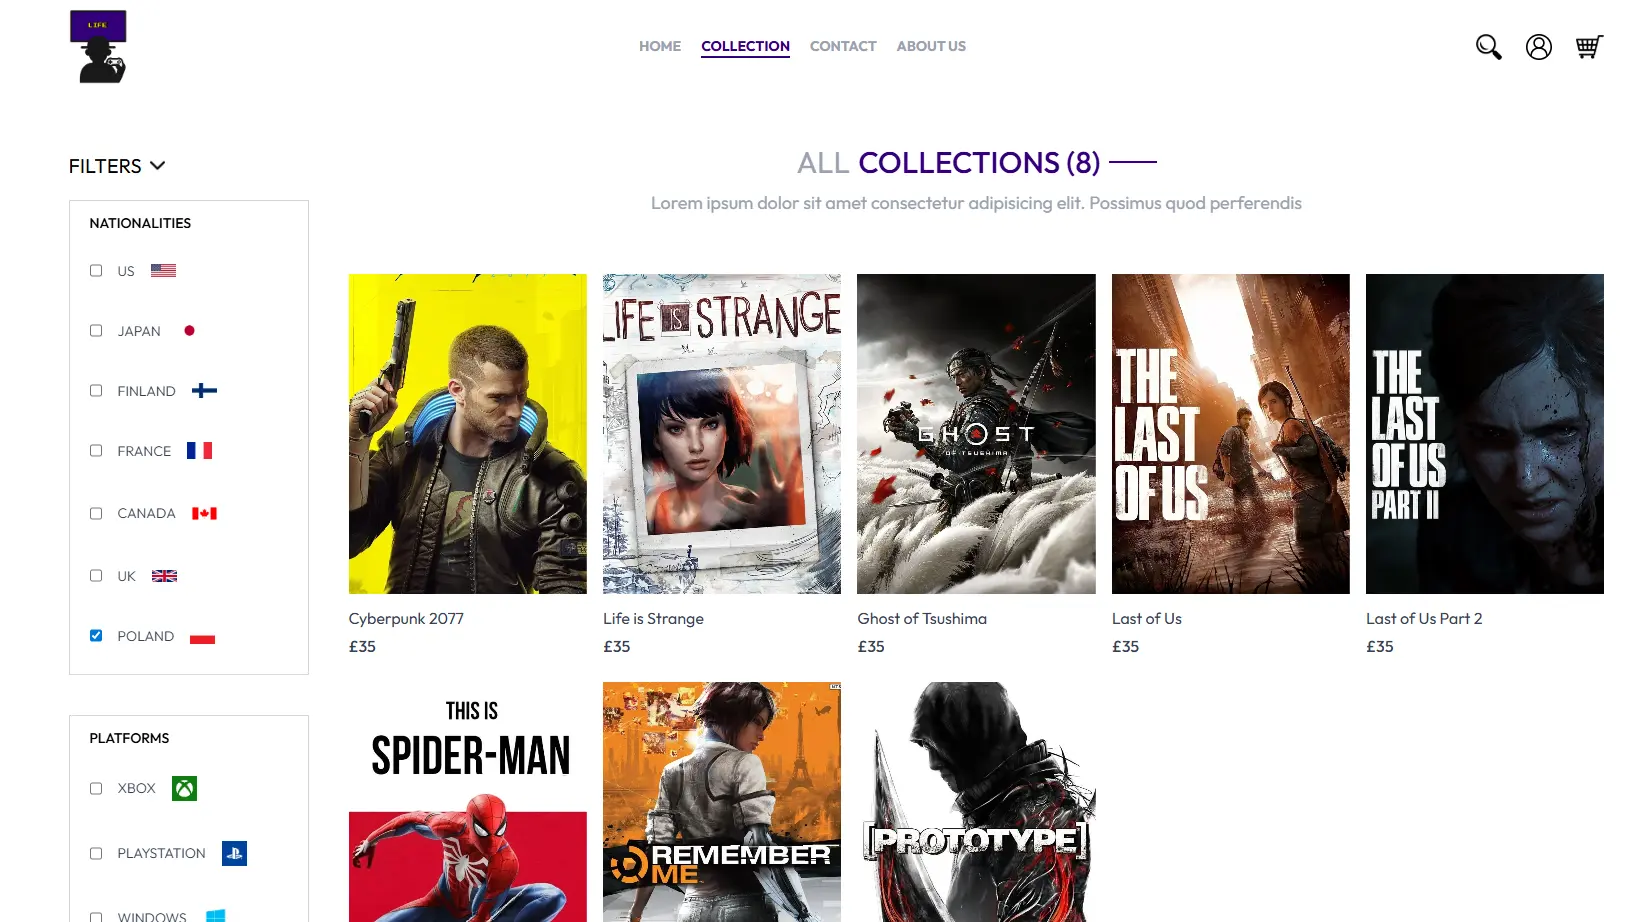 LIFE
HOME COLLECTION CONTACT ABOUT US
FILTERS
ALL COLLECTIONS (8)
Lorem ipsum dolor sit amet consectetur adipisicing elit. Possimus quod perferendis
NATIONALITIES
US
JAPAN
FINLAND
FRANCE
CANADA
UK
POLAND
PLATFORMS
XBOX
PLAYSTATION
WINDOWS
LIFE IS STRANGE
GHOST
OF TSUSHIMA
THE
LAST
OF US
THE
LAST
OF US
PART II
Cyberpunk 2077
£35
Life is Strange
£35
Ghost of Tsushima
£35
Last of Us
£35
Last of Us Part 2
£35
THIS IS
SPIDER-MAN
REMEMBER
ME
[PROTOTYPE]